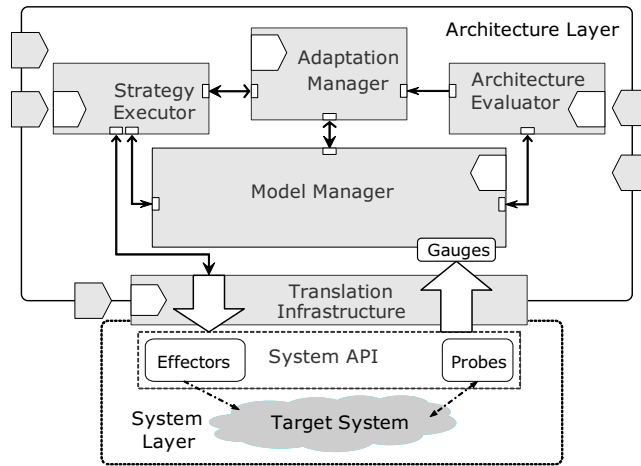 Architecture Layer
Strategy
Executor
Adaptation
Manager
Architecture
Evaluator
Model Manager
Gauges
Translation
Infrastructure
Effectors
System API
Probes
System
Layer
Target System